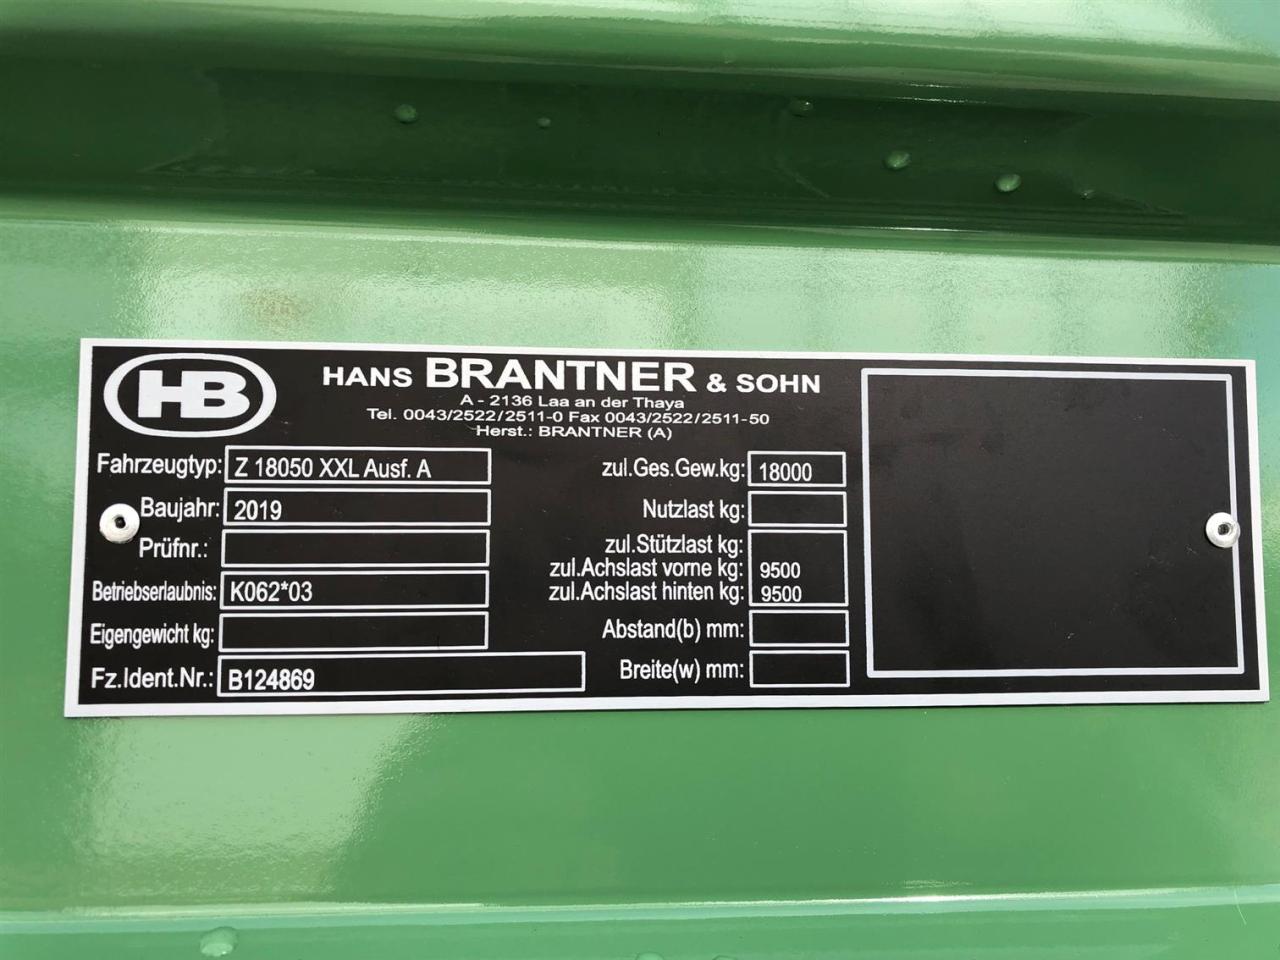 HB
HANS BRANTNER & SOHN
A - 2136 Laa an der Thaya
Tel. 0043/2522/2511-0 Fax 0043/2522/2511-50
Herst.: BRANTNER (A)
Fahrzeugtyp: Z 18050 XXL Ausf. A
Baujahr: 2019
Prüfnr.:
Betriebserlaubnis: K062*03
Eigengewicht kg:
Fz.Ident.Nr.: B124869
zul.Ges.Gew.kg: 18000
Nutzlast kg:
zul.Stützlast kg:
zul.Achslast vorne kg: 9500
zul.Achslast hinten kg: 9500
Abstand(b) mm:
Breite(w) mm: